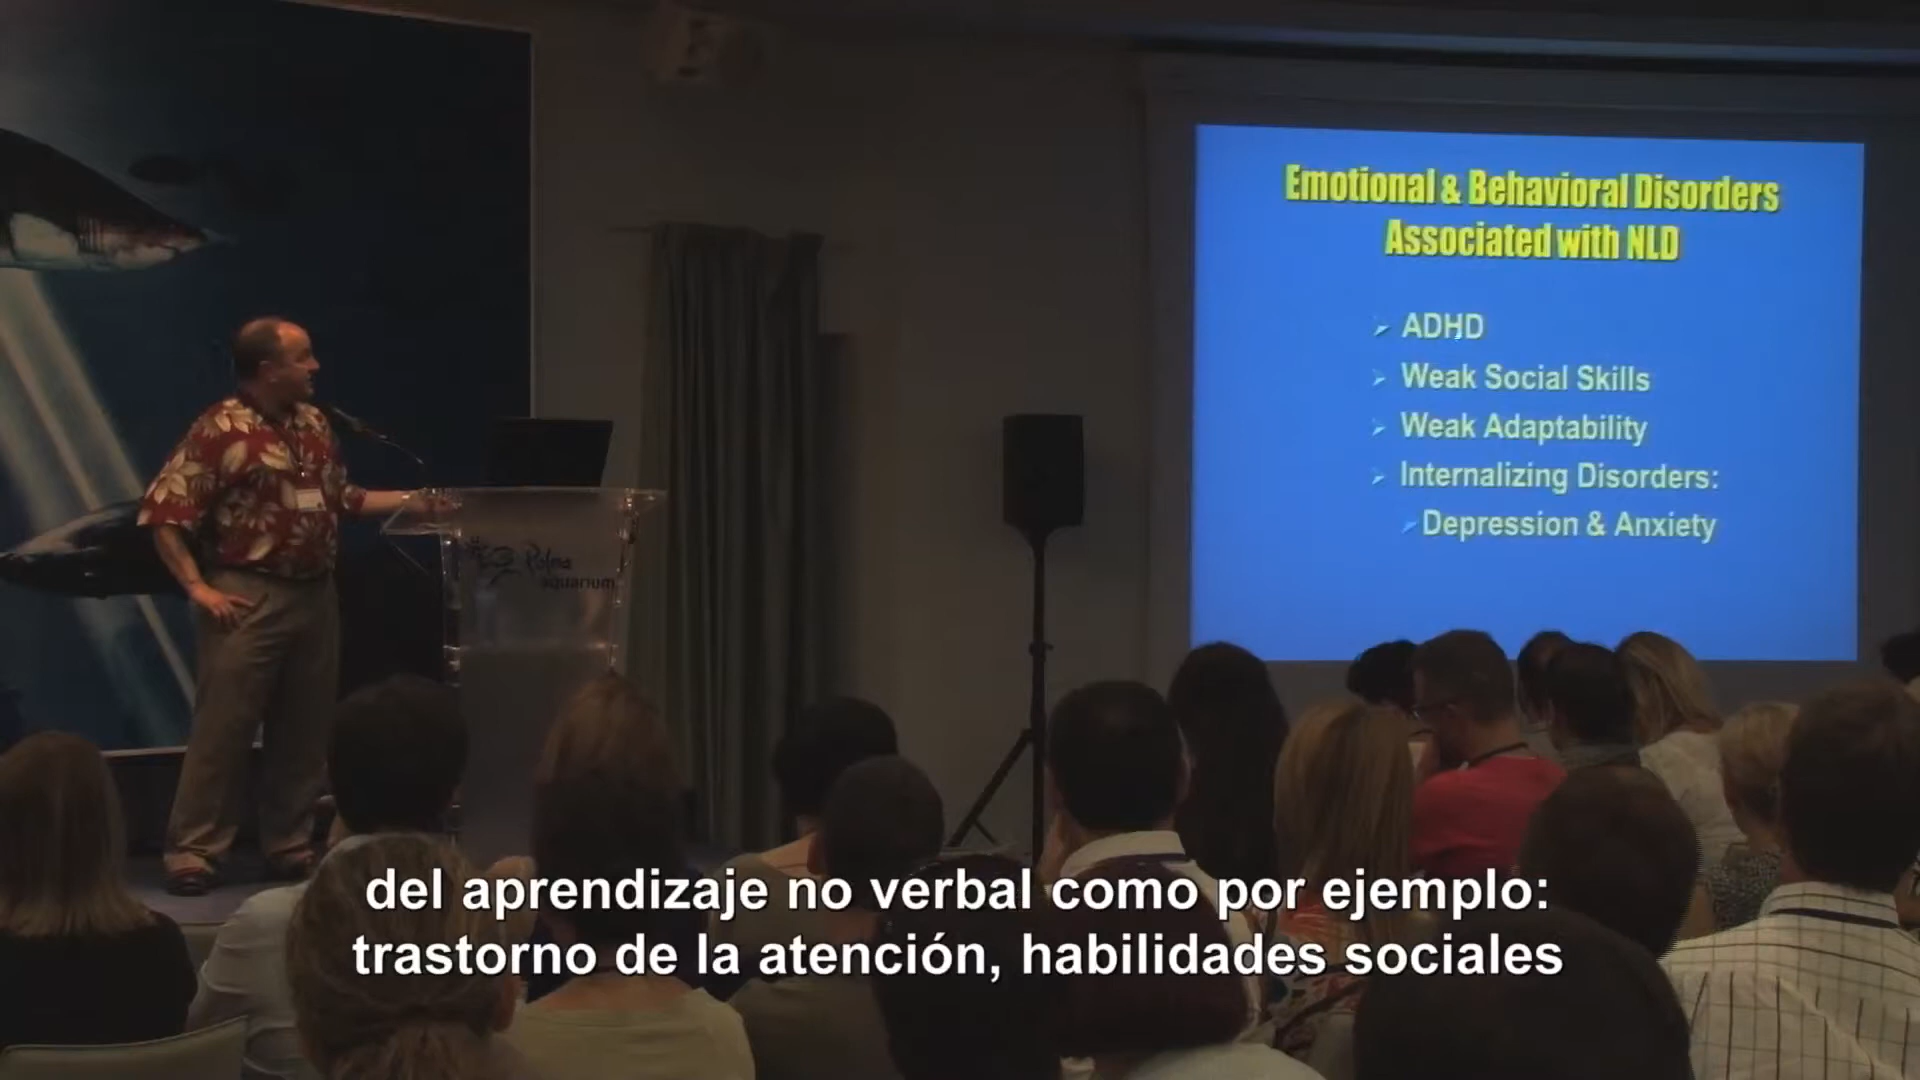 Emotional & Behavioral Disorders
Associated with NLD
ADHD
Weak Social Skills
Weak Adaptability
Internalizing Disorders:
Depression & Anxiety
Palma
aquarium
del aprendizaje no verbal como por ejemplo:
trastorno de la atención, habilidades sociales